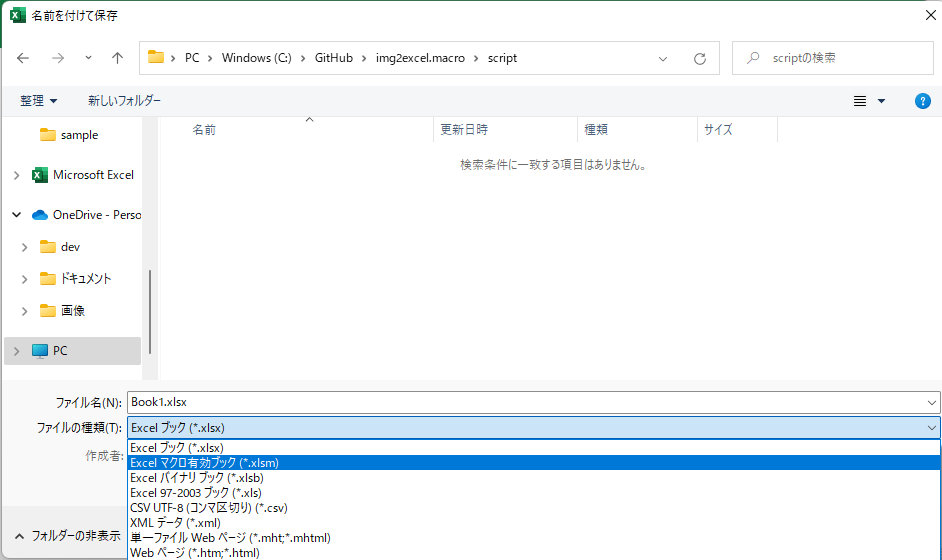 名前を付けて保存
PC > Windows (C:) > GitHub > img2excel.macro > script
scriptの検索
整理
新しいフォルダー
sample
Microsoft Excel
OneDrive - Perso
dev
ドキュメント
画像
PC
名前
更新日時
種類
サイズ
検索条件に一致する項目はありません。
ファイル名(N): Book1.xlsx
ファイルの種類(T): Excel ブック (*.xlsx)
作成者:
Excel ブック (*.xlsx)
Excel マクロ有効ブック (*.xlsm)
Excel バイナリ ブック (*.xlsb)
Excel 97-2003 ブック (*.xls)
CSV UTF-8 (コンマ区切り) (*.csv)
XML データ (*.xml)
単一ファイル Web ページ (*.mht;*.mhtml)
Web ページ (*.htm;*.html)
フォルダーの非表示